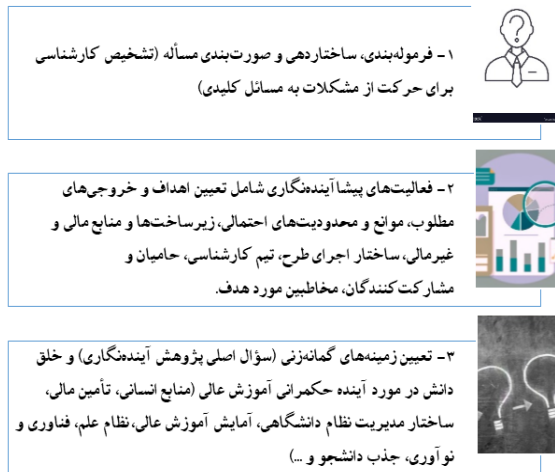 ۱- فرموله‌بندی، ساختاردهی و صورت‌بندی مسأله (تشخیص کارشناسی
برای حرکت از مشکلات به مسائل کلیدی)
۲- فعالیت‌های پیشاآینده‌نگاری شامل تعیین اهداف و خروجی‌های
مطلوب، موانع و محدودیت‌های احتمالی، زیرساخت‌ها و منابع مالی و
غیرمالی، ساختار اجرای طرح، تیم کارشناسی، حامیان و
مشارکت‌کنندگان، مخاطبین مورد هدف.
۳- تعیین زمینه‌های گمانه‌زنی (سؤال اصلی پژوهش آینده‌نگاری) و خلق
دانش در مورد آینده حکمرانی آموزش عالی (منابع انسانی، تأمین مالی،
ساختار مدیریت نظام دانشگاهی، آمایش آموزش عالی، نظام علم، فناوری و
نوآوری، جذب دانشجو و ...)